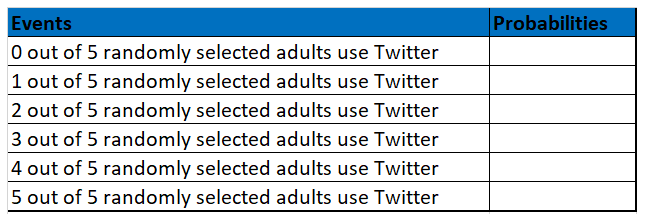 Events Probabilities
0 out of 5 randomly selected adults use Twitter
1 out of 5 randomly selected adults use Twitter
2 out of 5 randomly selected adults use Twitter
3 out of 5 randomly selected adults use Twitter
4 out of 5 randomly selected adults use Twitter
5 out of 5 randomly selected adults use Twitter